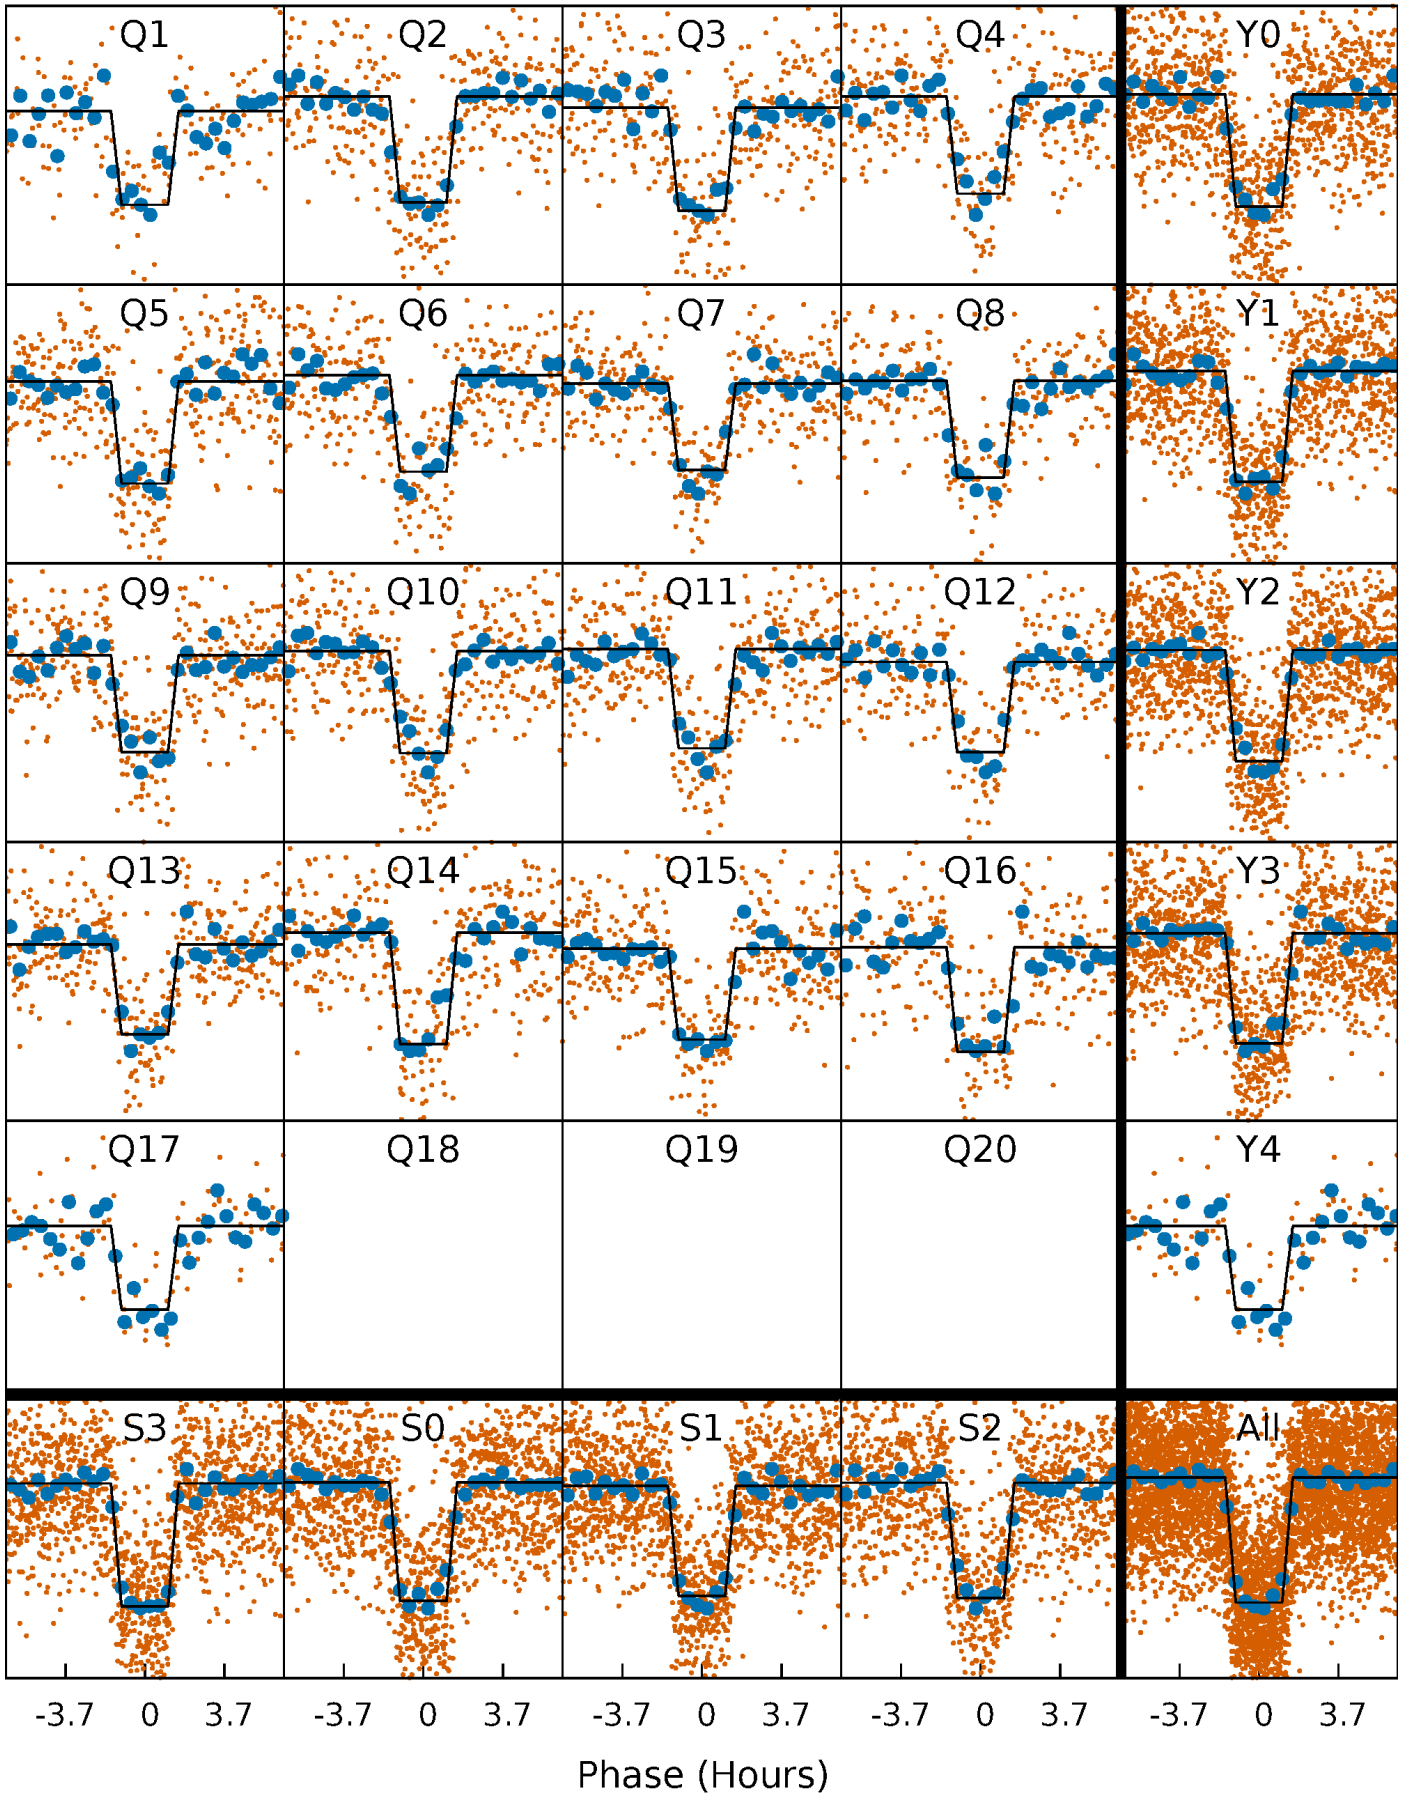 Q1 Q2 Q3 Q4 Y0
Q5 Q6 Q7 Q8 Y1
Q9 Q10 Q11 Q12 Y2
Q13 Q14 Q15 Q16 Y3
Q17 Q18 Q19 Q20 Y4
S3 S0 S1 S2 All
-3.7 0 3.7 -3.7 0 3.7 -3.7 0 3.7 -3.7 0 3.7 -3.7 0 3.7
Phase (Hours)